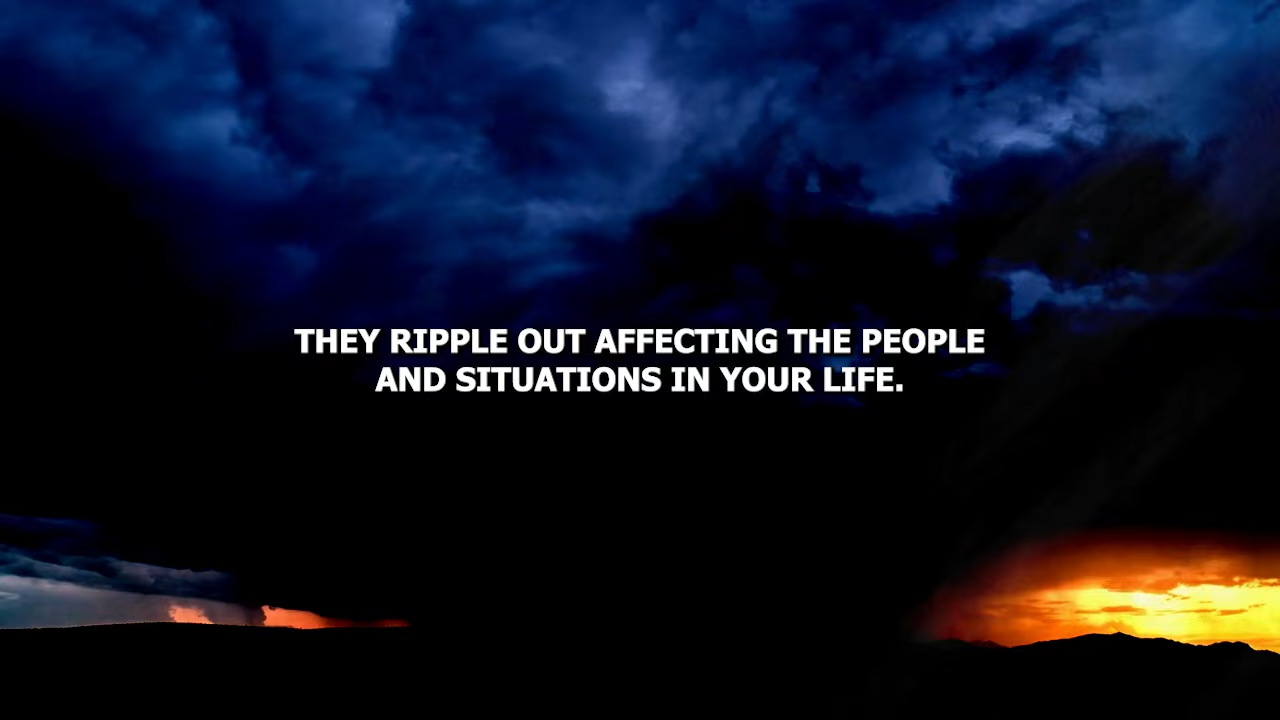 THEY RIPPLE OUT AFFECTING THE PEOPLE
AND SITUATIONS IN YOUR LIFE.